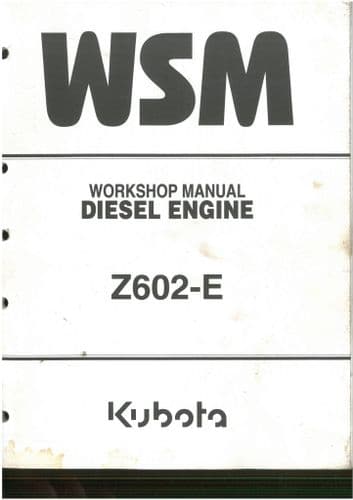 WSM
WORKSHOP MANUAL
DIESEL ENGINE
Z602-E
Kubota